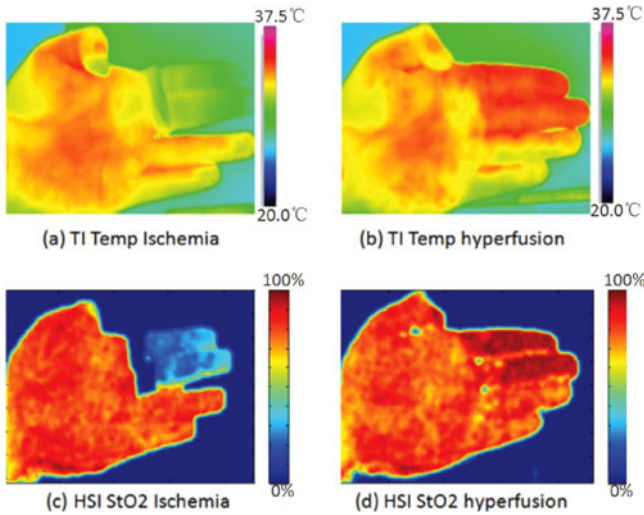 37.5℃
37.5℃
20.0℃
20.0℃
(a) TI Temp Ischemia
(b) TI Temp hyperfusion
100%
100%
0%
0%
(c) HSI StO2 Ischemia
(d) HSI StO2 hyperfusion